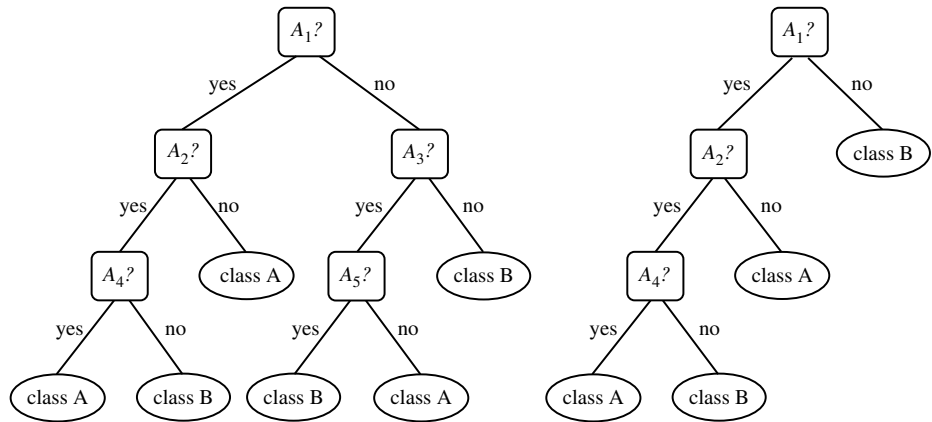 A1? A1?
yes no yes no
A2? A3? A2? class B
yes no yes no yes no
A4? class A A5? class B A4? class A
yes no yes no yes no
class A class B class B class A class A class B